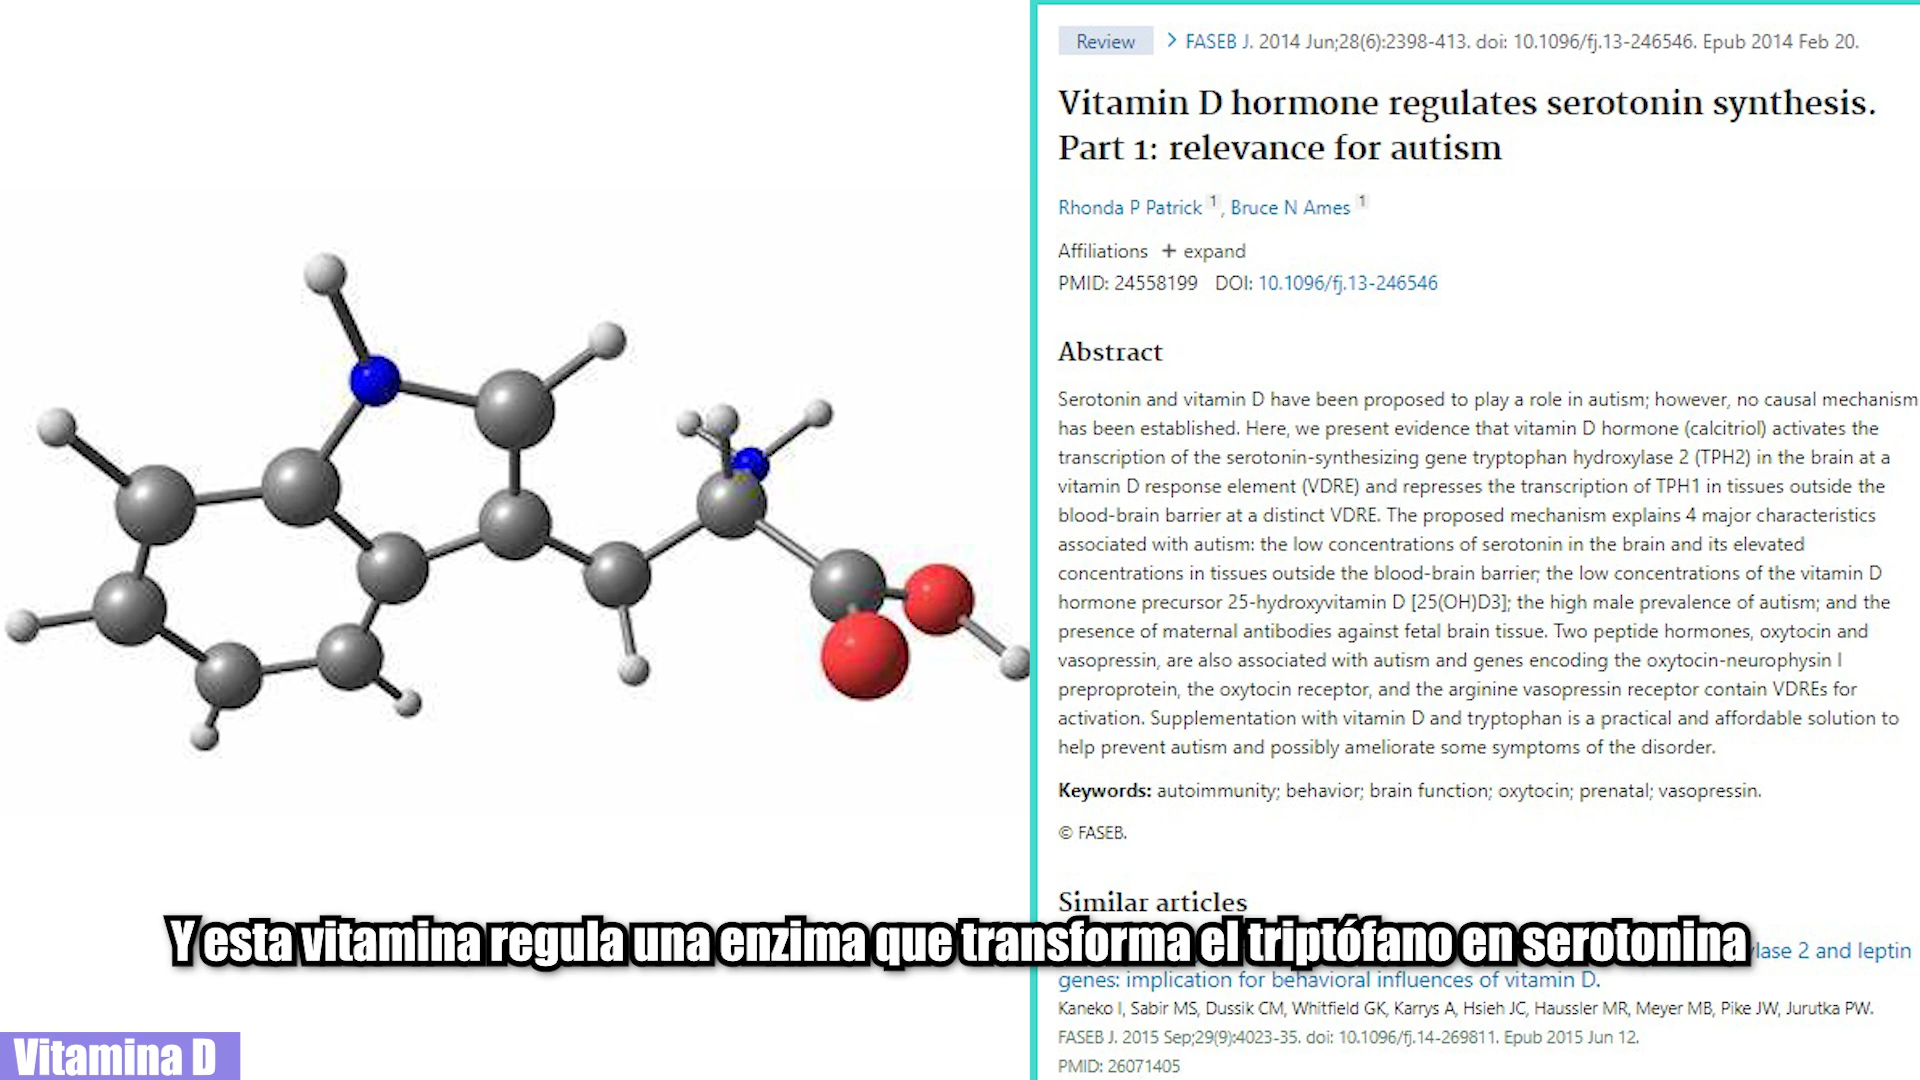 Review > FASEB J. 2014 Jun;28(6):2398-413. doi: 10.1096/fj.13-246546. Epub 2014 Feb 20.
Vitamin D hormone regulates serotonin synthesis.
Part 1: relevance for autism
Rhonda P Patrick 1, Bruce N Ames 1
Affiliations + expand
PMID: 24558199 DOI: 10.1096/fj.13-246546
Abstract
Serotonin and vitamin D have been proposed to play a role in autism; however, no causal mechanism
has been established. Here, we present evidence that vitamin D hormone (calcitriol) activates the
transcription of the serotonin-synthesizing gene tryptophan hydroxylase 2 (TPH2) in the brain at a
vitamin D response element (VDRE) and represses the transcription of TPH1 in tissues outside the
blood-brain barrier at a distinct VDRE. The proposed mechanism explains 4 major characteristics
associated with autism: the low concentrations of serotonin in the brain and its elevated
concentrations in tissues outside the blood-brain barrier; the low concentrations of the vitamin D
hormone precursor 25-hydroxyvitamin D [25(OH)D3]; the high male prevalence of autism; and the
presence of maternal antibodies against fetal brain tissue. Two peptide hormones, oxytocin and
vasopressin, are also associated with autism and genes encoding the oxytocin-neurophysin I
preproprotein, the oxytocin receptor, and the arginine vasopressin receptor contain VDREs for
activation. Supplementation with vitamin D and tryptophan is a practical and affordable solution to
help prevent autism and possibly ameliorate some symptoms of the disorder.
Keywords: autoimmunity; behavior; brain function; oxytocin; prenatal; vasopressin.
© FASEB.
Similar articles
Y esta vitamina regula una enzima que transforma el triptófano en serotonina
2 and leptin
genes: implication for behavioral influences of vitamin D.
Kaneko I, Sabir MS, Dussik CM, Whitfield GK, Karrys A, Hsieh JC, Haussler MR, Meyer MB, Pike JW, Jurutka PW.
FASEB J. 2015 Sep;29(9):4023-35. doi: 10.1096/fj.14-269811. Epub 2015 Jun 12.
PMID: 26071405
Vitamina D